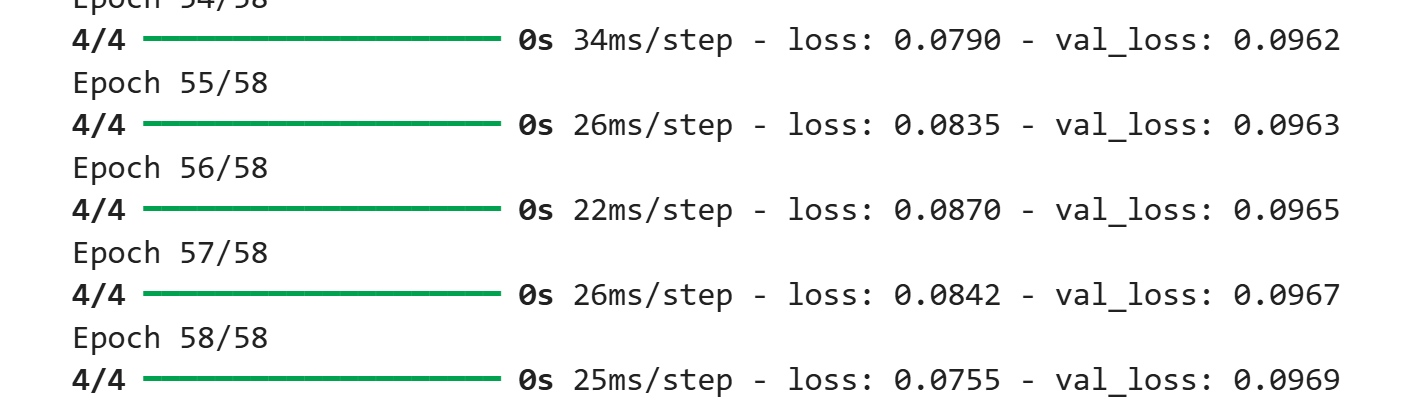 Epoch 54/58
4/4 ━━━━━━━━━━━━━━━━━━━━ 0s 34ms/step - loss: 0.0790 - val_loss: 0.0962
Epoch 55/58
4/4 ━━━━━━━━━━━━━━━━━━━━ 0s 26ms/step - loss: 0.0835 - val_loss: 0.0963
Epoch 56/58
4/4 ━━━━━━━━━━━━━━━━━━━━ 0s 22ms/step - loss: 0.0870 - val_loss: 0.0965
Epoch 57/58
4/4 ━━━━━━━━━━━━━━━━━━━━ 0s 26ms/step - loss: 0.0842 - val_loss: 0.0967
Epoch 58/58
4/4 ━━━━━━━━━━━━━━━━━━━━ 0s 25ms/step - loss: 0.0755 - val_loss: 0.0969